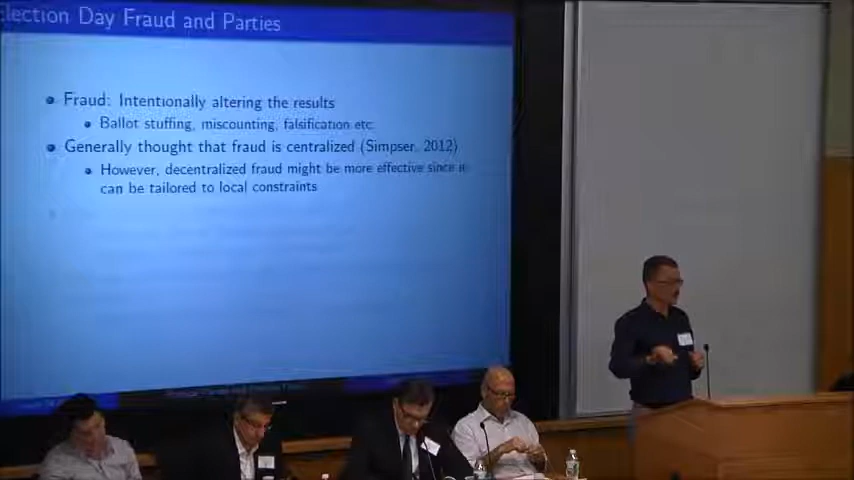 lection Day Fraud and Parties
Fraud: Intentionally altering the results
Ballot stuffing, miscounting, falsification etc.
Generally thought that fraud is centralized (Simpser, 2012)
However, decentralized fraud might be more effective since it
can be tailored to local constraints